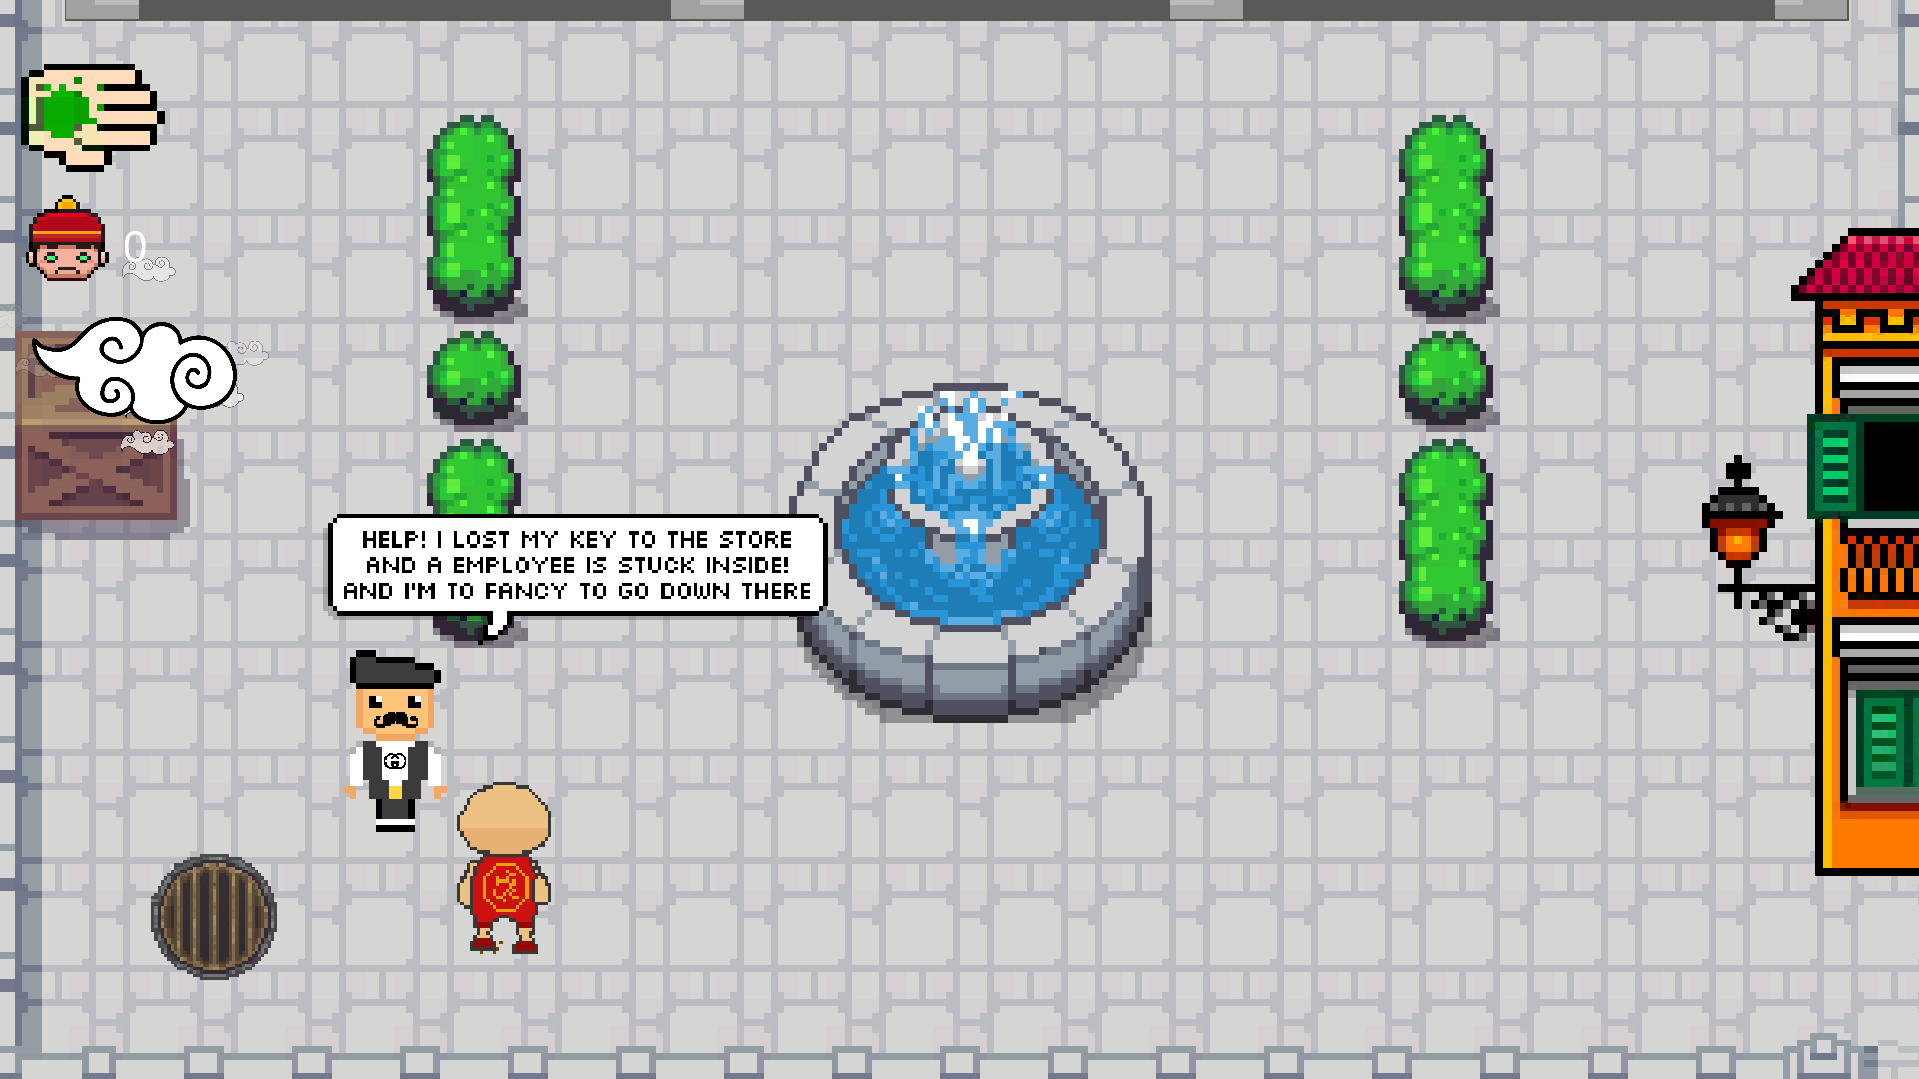 0
HELP! I LOST MY KEY TO THE STORE
AND A EMPLOYEE IS STUCK INSIDE!
AND I'M TO FANCY TO GO DOWN THERE